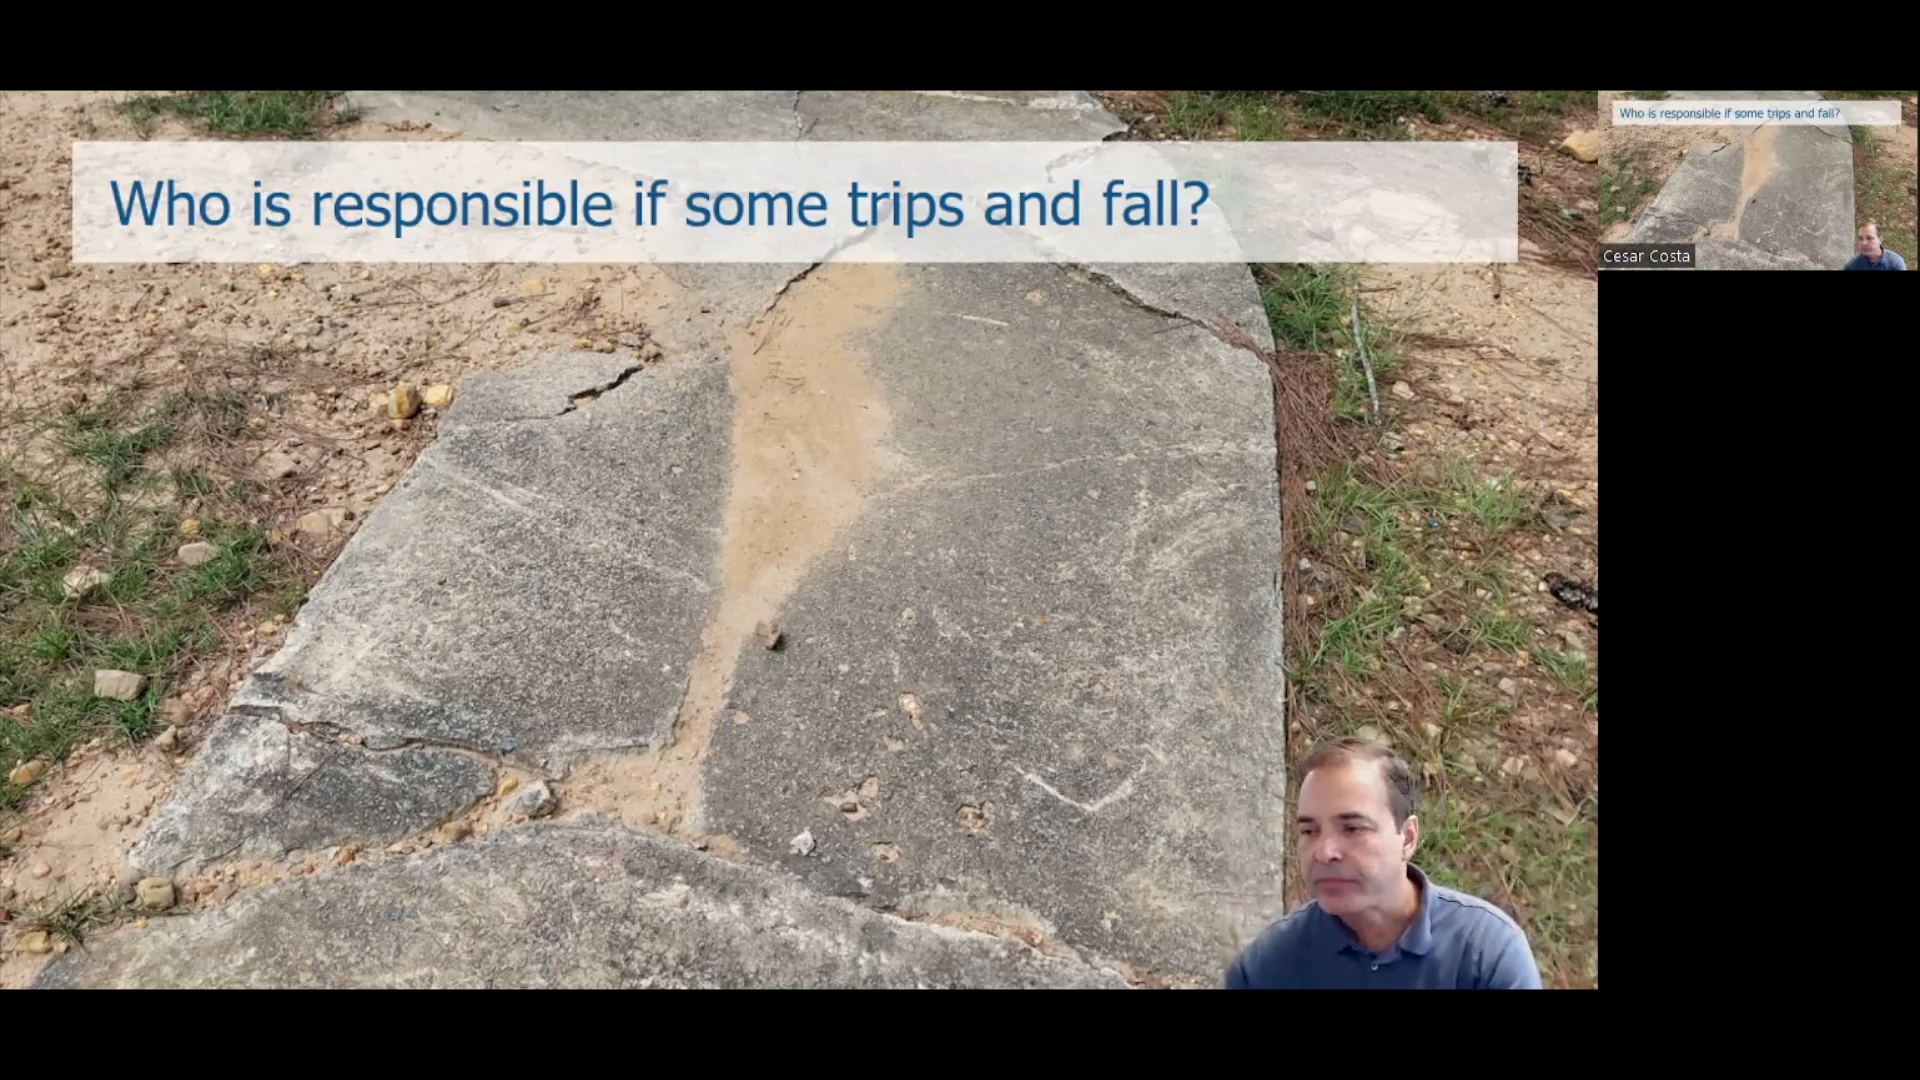 Who is responsible if some trips and fall?
Who is responsible if some trips and fall?
Cesar Costa